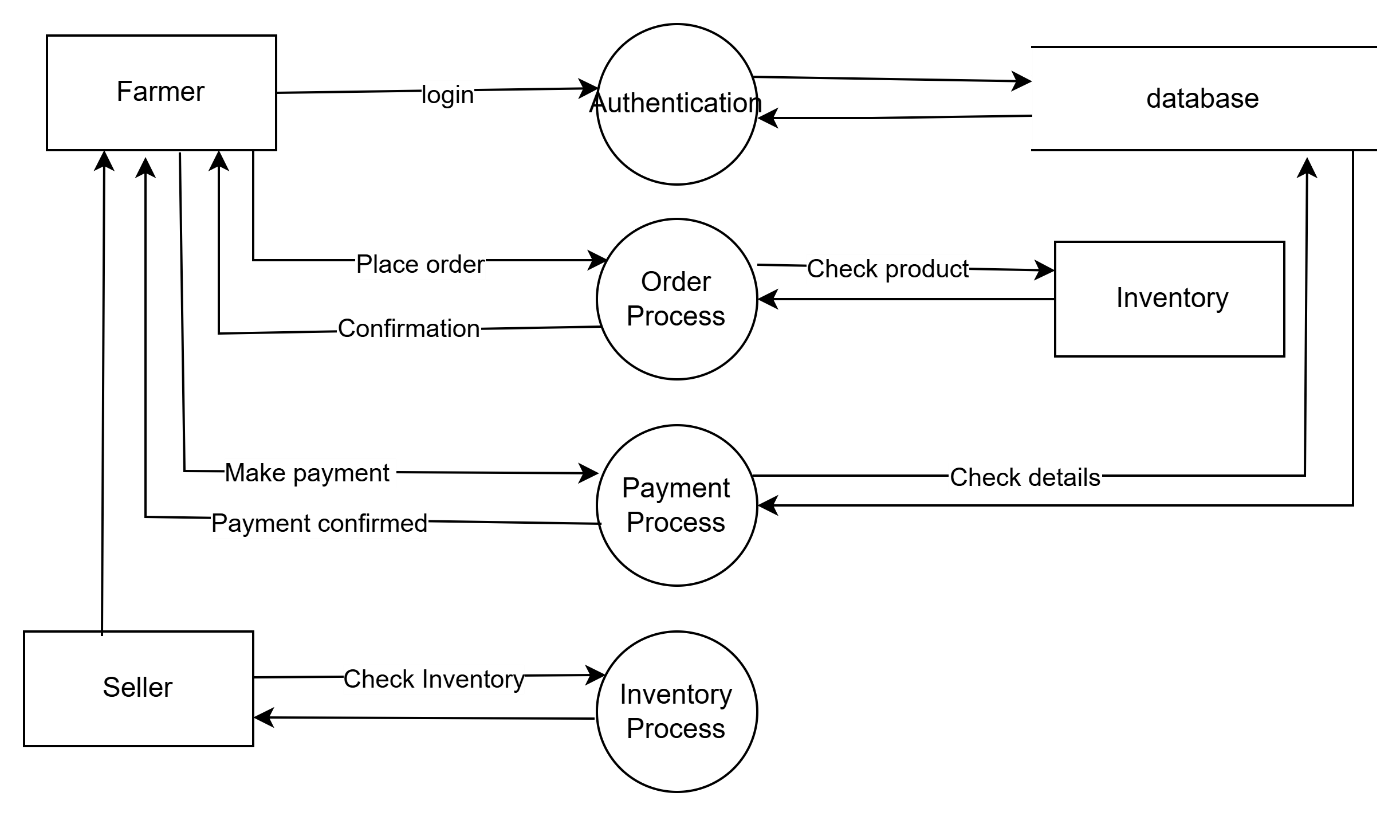 Farmer
login
Authentication
database
Place order
Order
Process
Check product
Inventory
Confirmation
Make payment
Payment
Process
Check details
Payment confirmed
Seller
Check Inventory
Inventory
Process